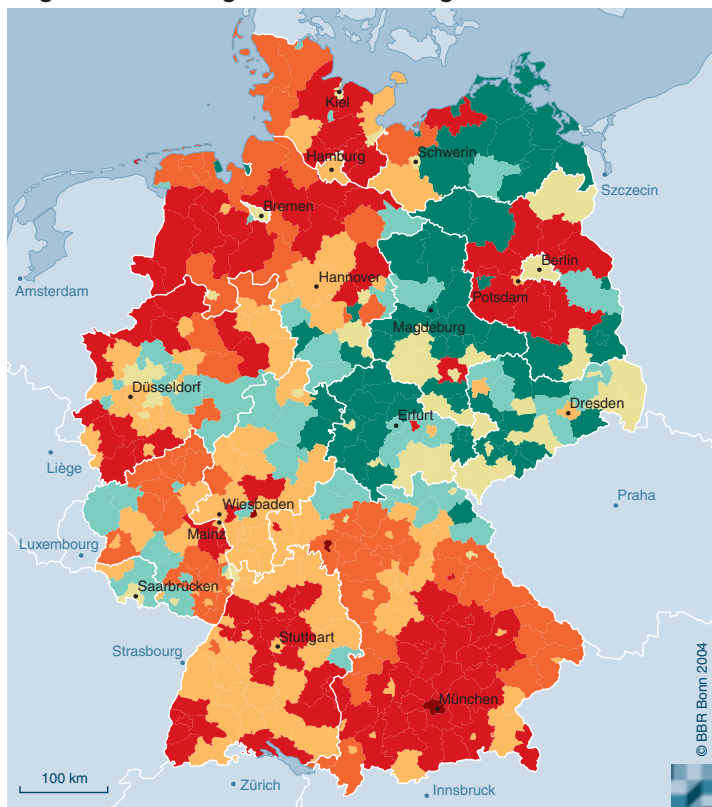 Kiel
Schwerin
Hamburg
Szczecin
Bremen
Berlin
Amsterdam
Hannover
Potsdam
Magdeburg
Düsseldorf
Dresden
Erfurt
Liège
Praha
Wiesbaden
Mainz
Luxembourg
Saarbrücken
Stuttgart
Strasbourg
München
© BBR Bonn 2004
100 km
Zürich
Innsbruck